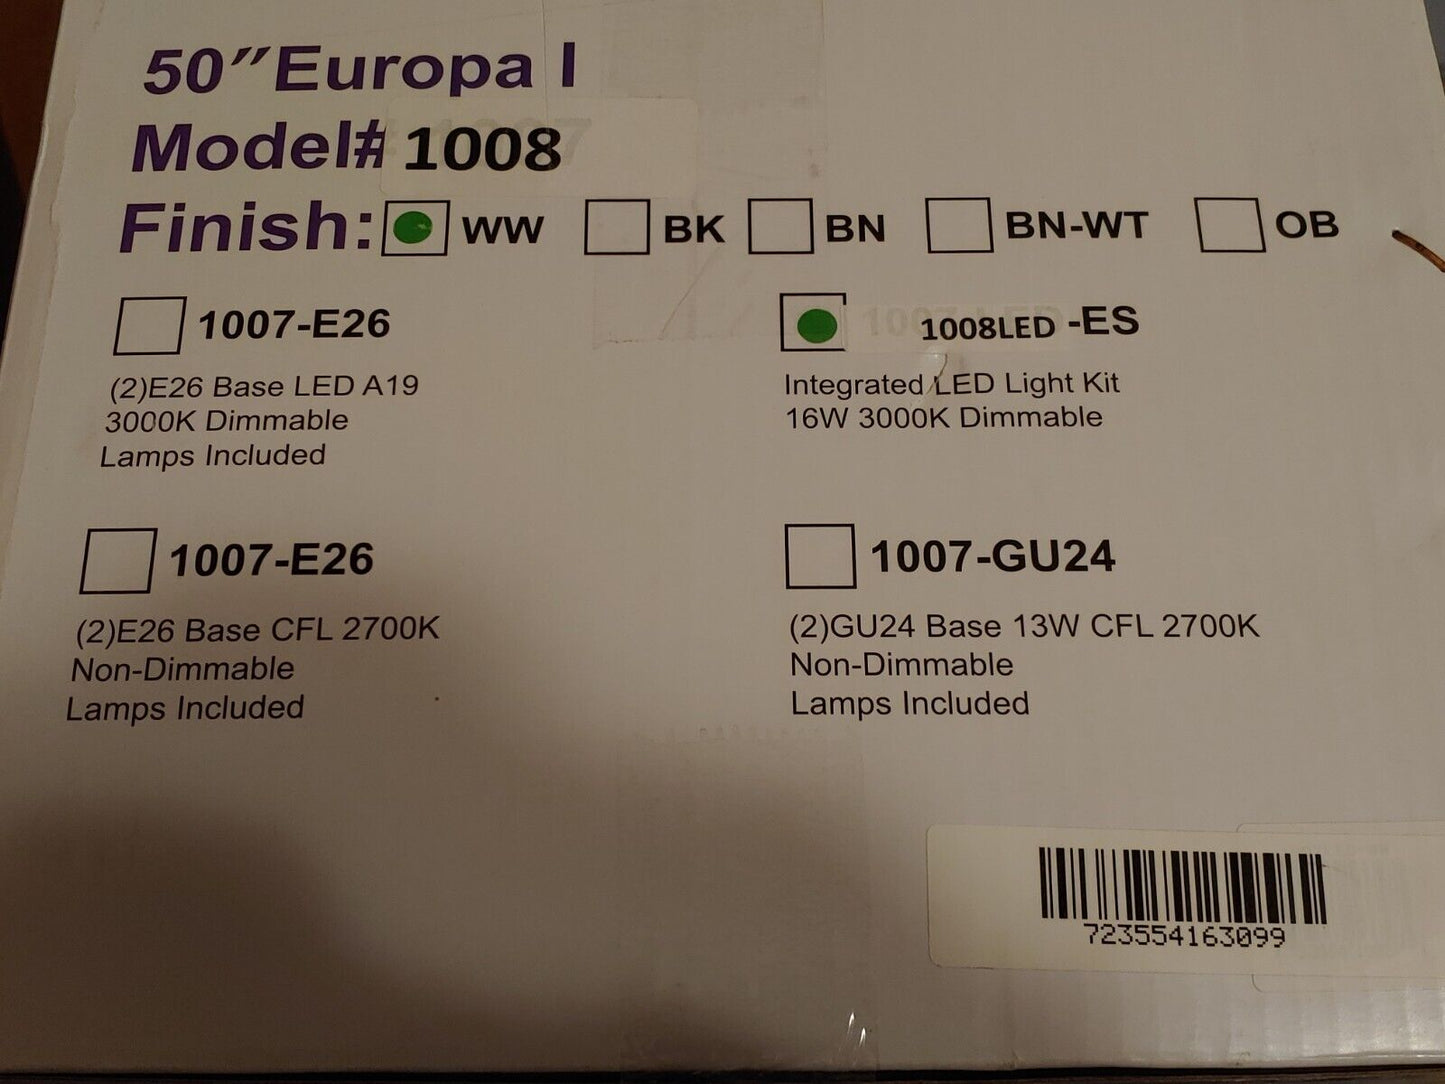 50″Europa I
Model# 1008
Finish: WW BK BN BN-WT OB
1007-E26
(2)E26 Base LED A19
3000K Dimmable
Lamps Included
1008LED -ES
Integrated LED Light Kit
16W 3000K Dimmable
1007-E26
(2)E26 Base CFL 2700K
Non-Dimmable
Lamps Included
1007-GU24
(2)GU24 Base 13W CFL 2700K
Non-Dimmable
Lamps Included
723554163099